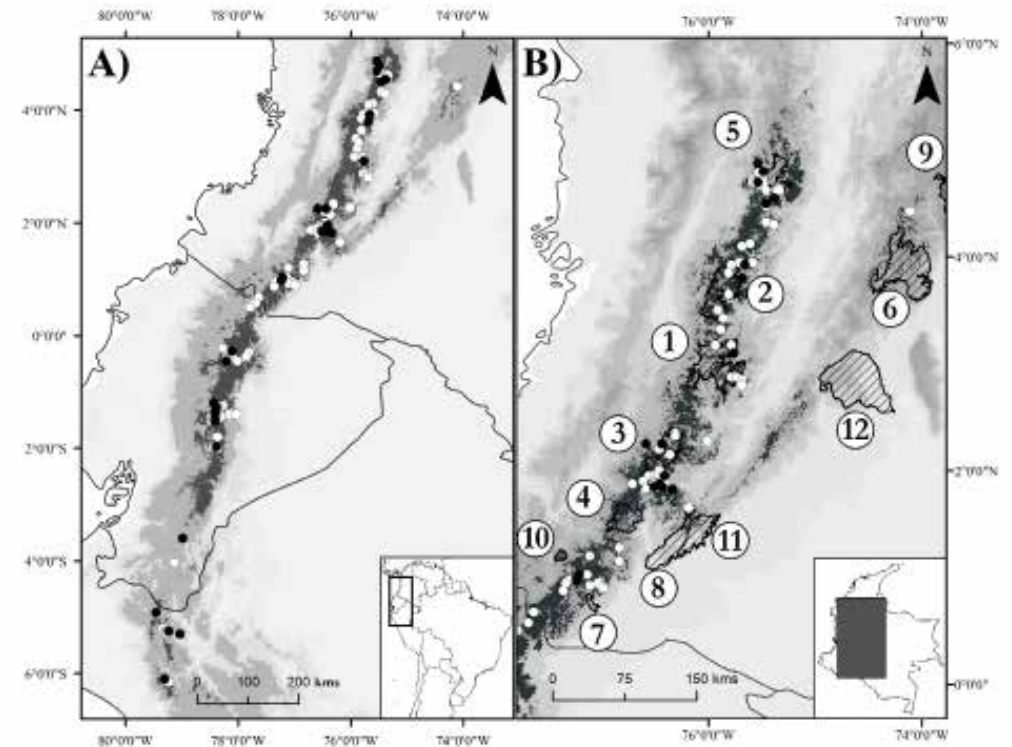 80°0'0"W 78°0'0"W 76°0'0"W 74°0'0"W
A)
N
4°0'0"N
2°0'0"N
0°0'0"
2°0'0"S
4°0'0"S
6°0'0"S
0 100 200 kms
80°0'0"W 78°0'0"W 76°0'0"W 74°0'0"W
76°0'0"W 74°0'0"W
B)
N
6°0'0"N
4°0'0"N
2°0'0"N
0°0'0"
5
9
2
6
1
12
3
4
10
11
8
7
0 75 150 kms
76°0'0"W 74°0'0"W